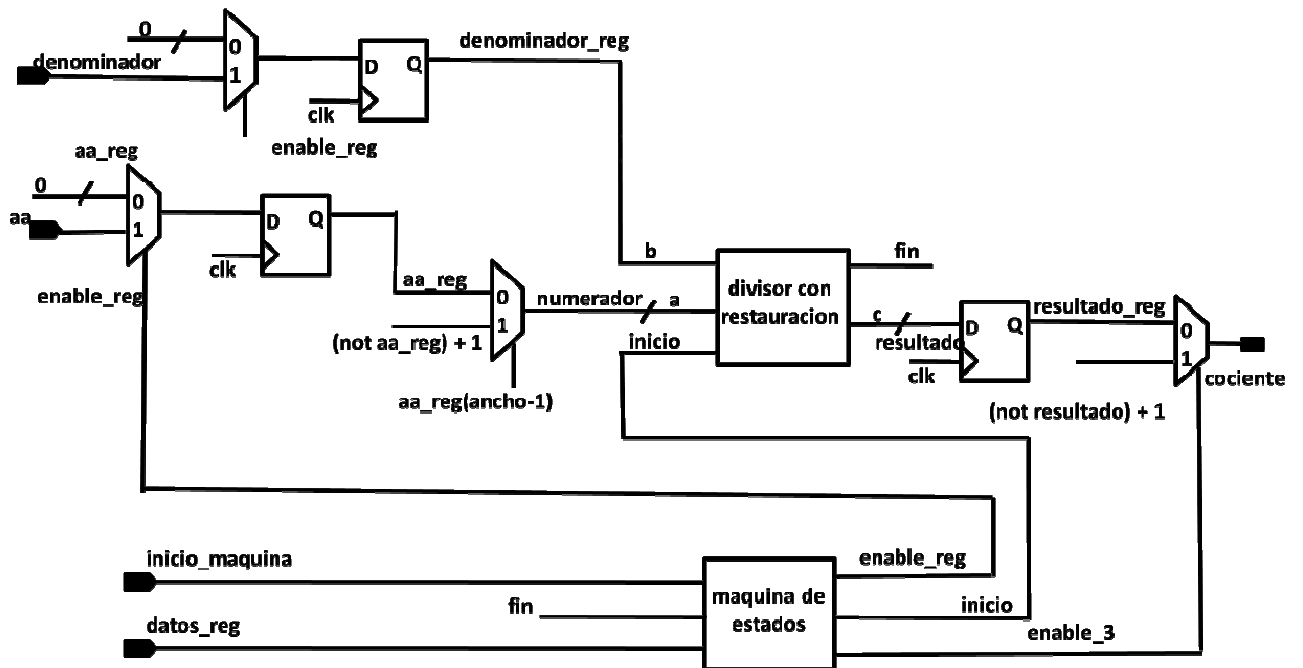 0
denominador
0
1
D Q
clk
enable_reg
denominador_reg
aa_reg
0
aa
0
1
enable_reg
D Q
clk
aa_reg
(not aa_reg) + 1
0
1
aa_reg(ancho-1)
numerador
a
b
inicio
divisor con
restauracion
fin
c
resultado
D Q
clk
resultado_reg
0
1
(not resultado) + 1
cociente
inicio_maquina
fin
datos_reg
maquina de
estados
enable_reg
inicio
enable_3